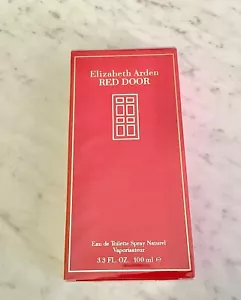 Elizabeth Arden
RED DOOR
Eau de Toilette Spray Naturel
Vaporisateur
3.3 FL. OZ. 100 ml ℮